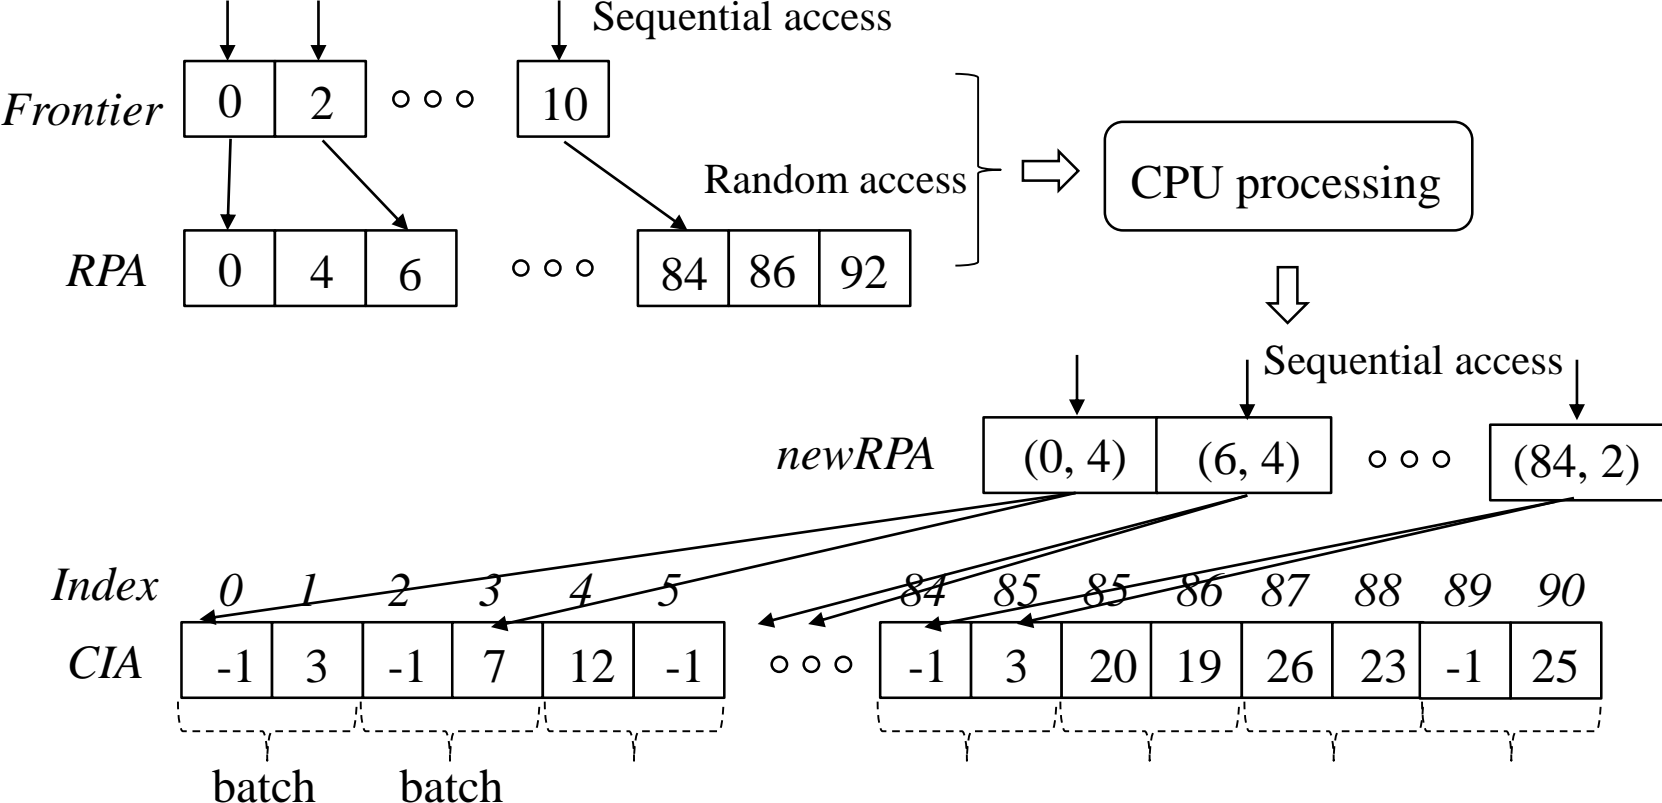 Sequential access
Frontier 0 2 10
Random access
CPU processing
RPA 0 4 6 84 86 92
Sequential access
newRPA (0, 4) (6, 4) (84, 2)
Index 0 1 2 3 4 5 84 85 85 86 87 88 89 90
CIA -1 3 -1 7 12 -1 -1 3 20 19 26 23 -1 25
batch batch